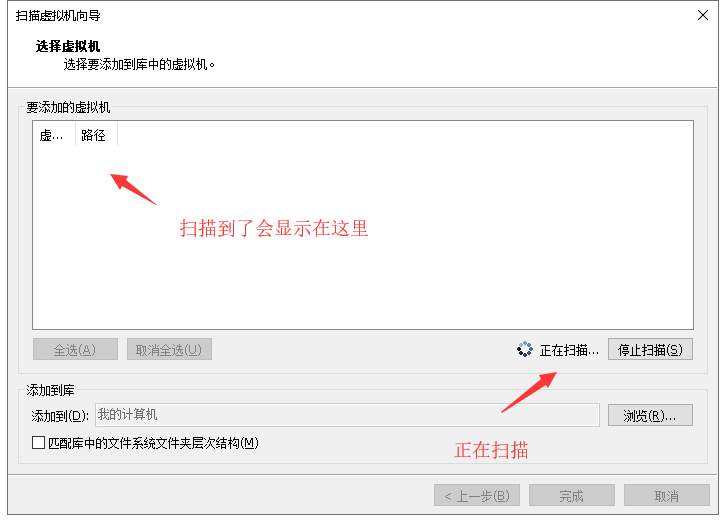 扫描虚拟机向导
选择虚拟机
选择要添加到库中的虚拟机。
要添加的虚拟机
虚... 路径
扫描到了会显示在这里
全选(A) 取消全选(U) 正在扫描... 停止扫描(S)
添加到库
添加到(D): 我的计算机 浏览(R)...
匹配库中的文件系统文件夹层次结构(M)
正在扫描
< 上一步(B) 完成 取消